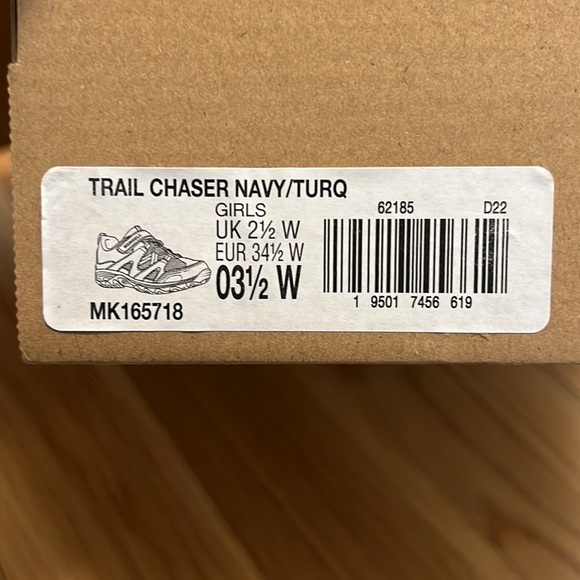 TRAIL CHASER NAVY/TURQ
GIRLS
UK 2½ W
EUR 34½ W
03½ W
MK165718
62185 D22
1 9501 7456 619